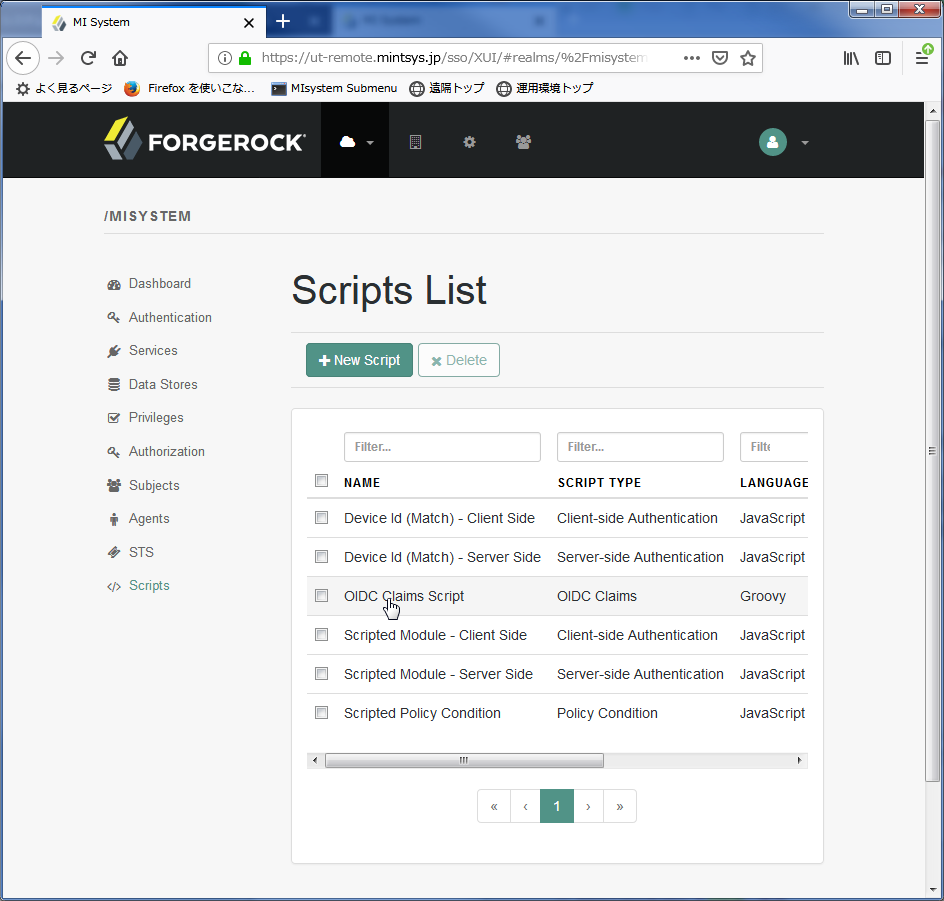 MI System
MI System
https://ut-remote.mintsys.jp/sso/XUI/#realms/%2Fmisystem
よく見るページ
Firefox を使いこな...
MIsystem Submenu
遠隔トップ
運用環境トップ
FORGEROCK
/MISYSTEM
Dashboard
Authentication
Services
Data Stores
Privileges
Authorization
Subjects
Agents
STS
Scripts
Scripts List
New Script
Delete
Filter... Filter... Filte
NAME SCRIPT TYPE LANGUAGE
Device Id (Match) - Client Side Client-side Authentication JavaScript
Device Id (Match) - Server Side Server-side Authentication JavaScript
OIDC Claims Script OIDC Claims Groovy
Scripted Module - Client Side Client-side Authentication JavaScript
Scripted Module - Server Side Server-side Authentication JavaScript
Scripted Policy Condition Policy Condition JavaScript
« ‹ 1 › »